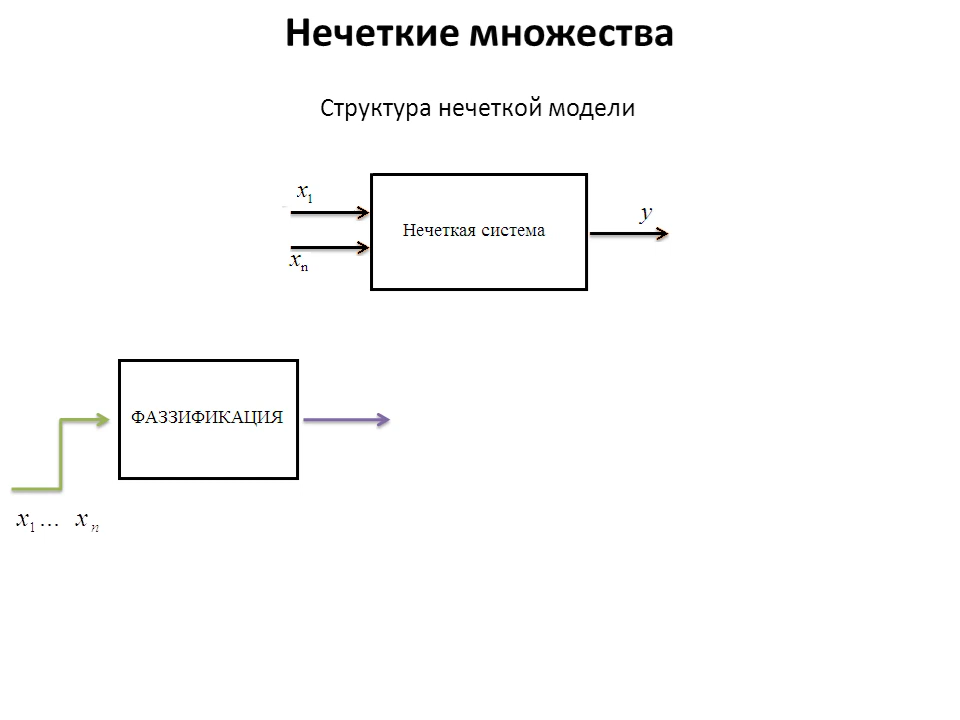 Нечеткие множества
Структура нечеткой модели
x1
y
Нечеткая система
xn
ФАЗЗИФИКАЦИЯ
x1 ... xn